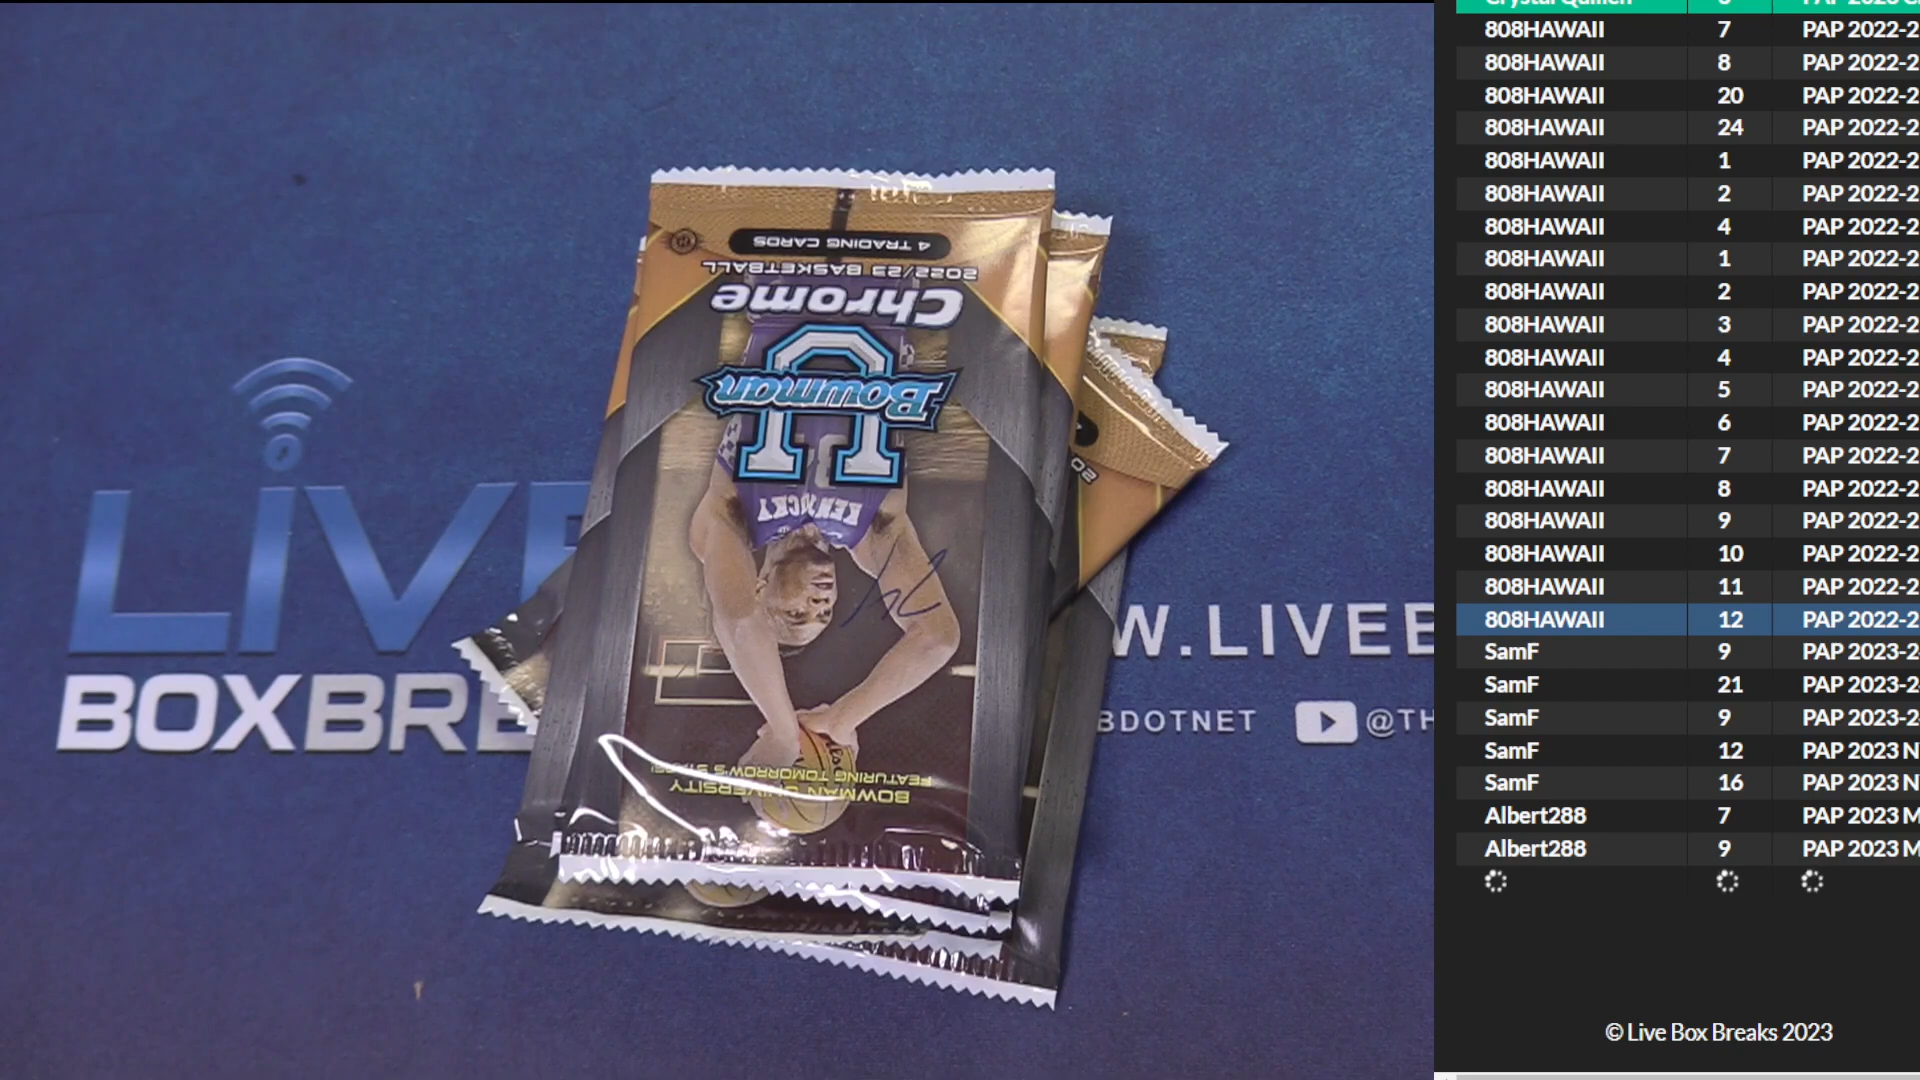 4 TRADING CARDS
2022/23 BASKETBALL
Chrome
U
Bowman
KENTUCKY
BOWMAN UNIVERSITY
FEATURING TOMORROW'S STARS!
20
LIVE
BOXBRE
W.LIVEB
BDOTNET
@TH
808HAWAII 7 PAP 2022-2
808HAWAII 8 PAP 2022-2
808HAWAII 20 PAP 2022-2
808HAWAII 24 PAP 2022-2
808HAWAII 1 PAP 2022-2
808HAWAII 2 PAP 2022-2
808HAWAII 4 PAP 2022-2
808HAWAII 1 PAP 2022-2
808HAWAII 2 PAP 2022-2
808HAWAII 3 PAP 2022-2
808HAWAII 4 PAP 2022-2
808HAWAII 5 PAP 2022-2
808HAWAII 6 PAP 2022-2
808HAWAII 7 PAP 2022-2
808HAWAII 8 PAP 2022-2
808HAWAII 9 PAP 2022-2
808HAWAII 10 PAP 2022-2
808HAWAII 11 PAP 2022-2
808HAWAII 12 PAP 2022-2
SamF 9 PAP 2023-2
SamF 21 PAP 2023-2
SamF 9 PAP 2023-2
SamF 12 PAP 2023 N
SamF 16 PAP 2023 N
Albert288 7 PAP 2023 M
Albert288 9 PAP 2023 M
© Live Box Breaks 2023